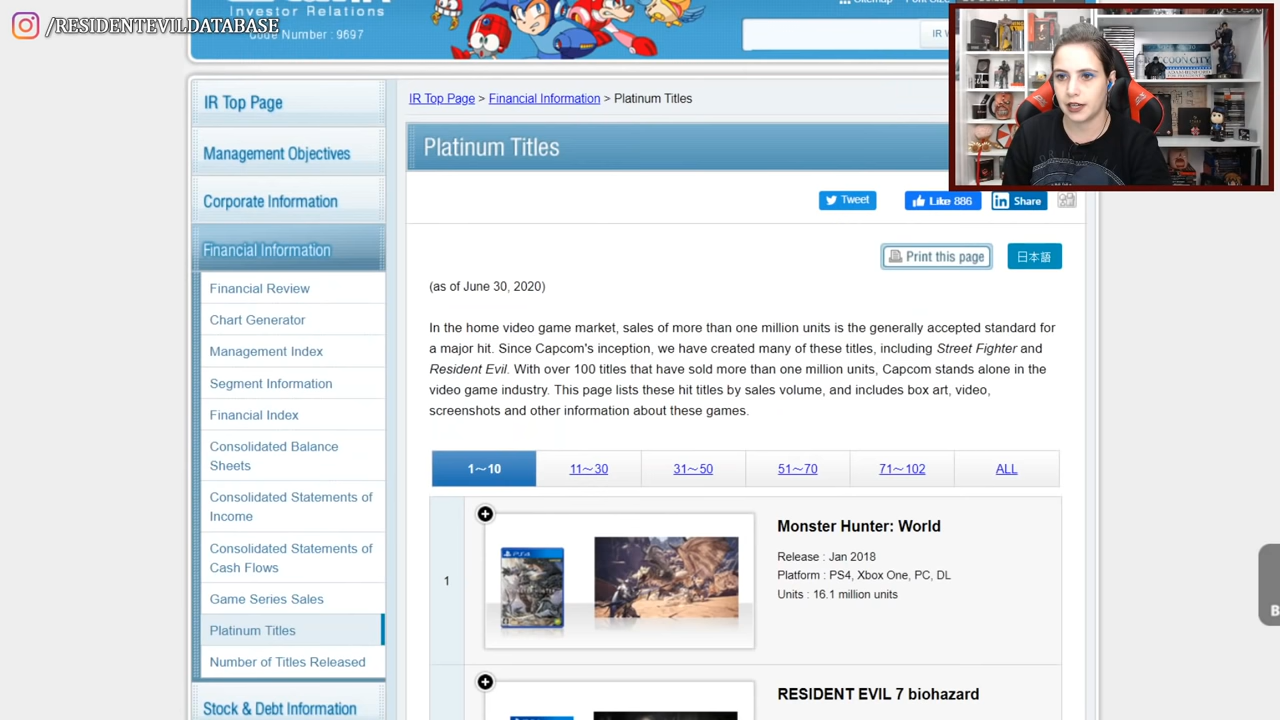 /RESIDENTEVILDATABASE
Investor Relations
Code Number : 9697
Sitemap
IR
IR Top Page
Management Objectives
Corporate Information
Financial Information
Financial Review
Chart Generator
Management Index
Segment Information
Financial Index
Consolidated Balance
Sheets
Consolidated Statements of
Income
Consolidated Statements of
Cash Flows
Game Series Sales
Platinum Titles
Number of Titles Released
Stock & Debt Information
IR Top Page > Financial Information > Platinum Titles
Platinum Titles
Tweet
Like 886
in Share
Print this page
日本語
(as of June 30, 2020)
In the home video game market, sales of more than one million units is the generally accepted standard for
a major hit. Since Capcom's inception, we have created many of these titles, including Street Fighter and
Resident Evil. With over 100 titles that have sold more than one million units, Capcom stands alone in the
video game industry. This page lists these hit titles by sales volume, and includes box art, video,
screenshots and other information about these games.
1～10 11～30 31～50 51～70 71～102 ALL
1
PS4
Monster Hunter: World
Release : Jan 2018
Platform : PS4, Xbox One, PC, DL
Units : 16.1 million units
RESIDENT EVIL 7 biohazard
RACCOON CITY
B